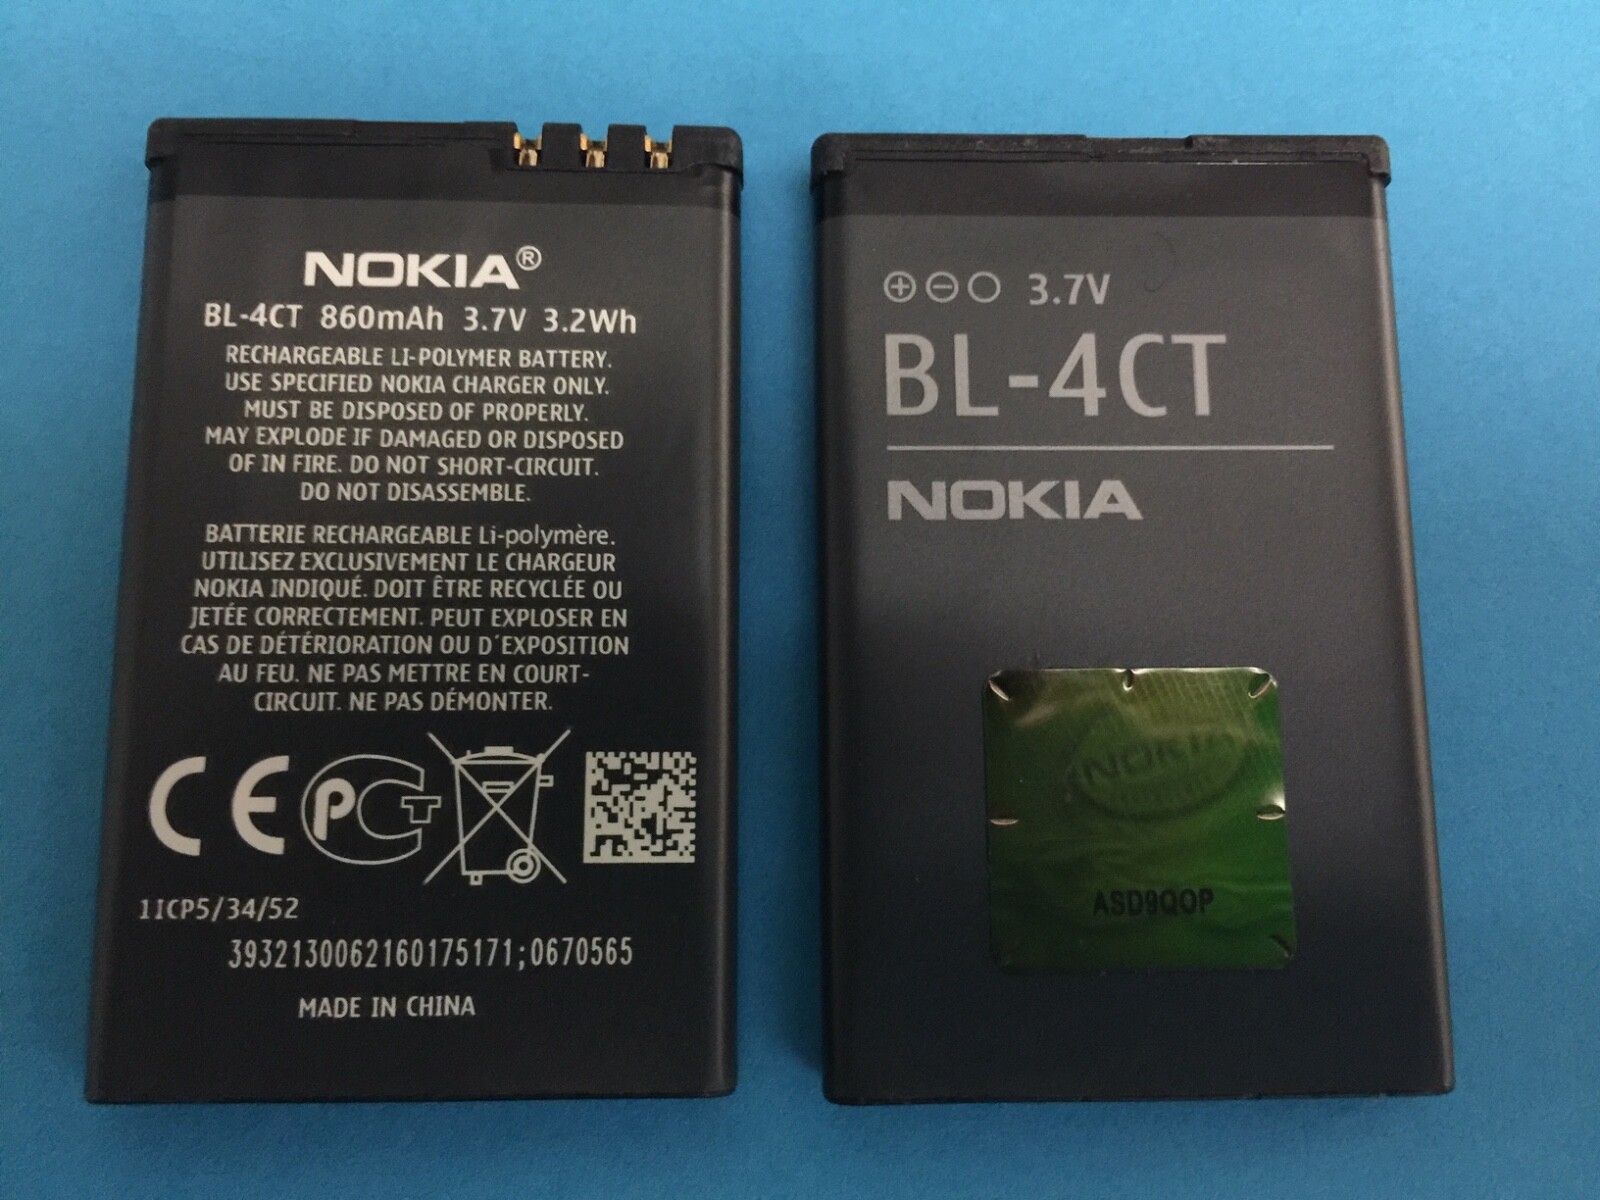 NOKIA®
BL-4CT 860mAh 3.7V 3.2Wh
RECHARGEABLE LI-POLYMER BATTERY.
USE SPECIFIED NOKIA CHARGER ONLY.
MUST BE DISPOSED OF PROPERLY.
MAY EXPLODE IF DAMAGED OR DISPOSED
OF IN FIRE. DO NOT SHORT-CIRCUIT.
DO NOT DISASSEMBLE.
BATTERIE RECHARGEABLE Li-polymère.
UTILISEZ EXCLUSIVEMENT LE CHARGEUR
NOKIA INDIQUÉ. DOIT ÊTRE RECYCLÉE OU
JETÉE CORRECTEMENT. PEUT EXPLOSER EN
CAS DE DÉTÉRIORATION OU D'EXPOSITION
AU FEU. NE PAS METTRE EN COURT-
CIRCUIT. NE PAS DÉMONTER.
CE PCT
1ICP5/34/52
3932130062160175171;0670565
MADE IN CHINA
⊕⊖○ 3.7V
BL-4CT
NOKIA
NOKIA
ASD9QOP